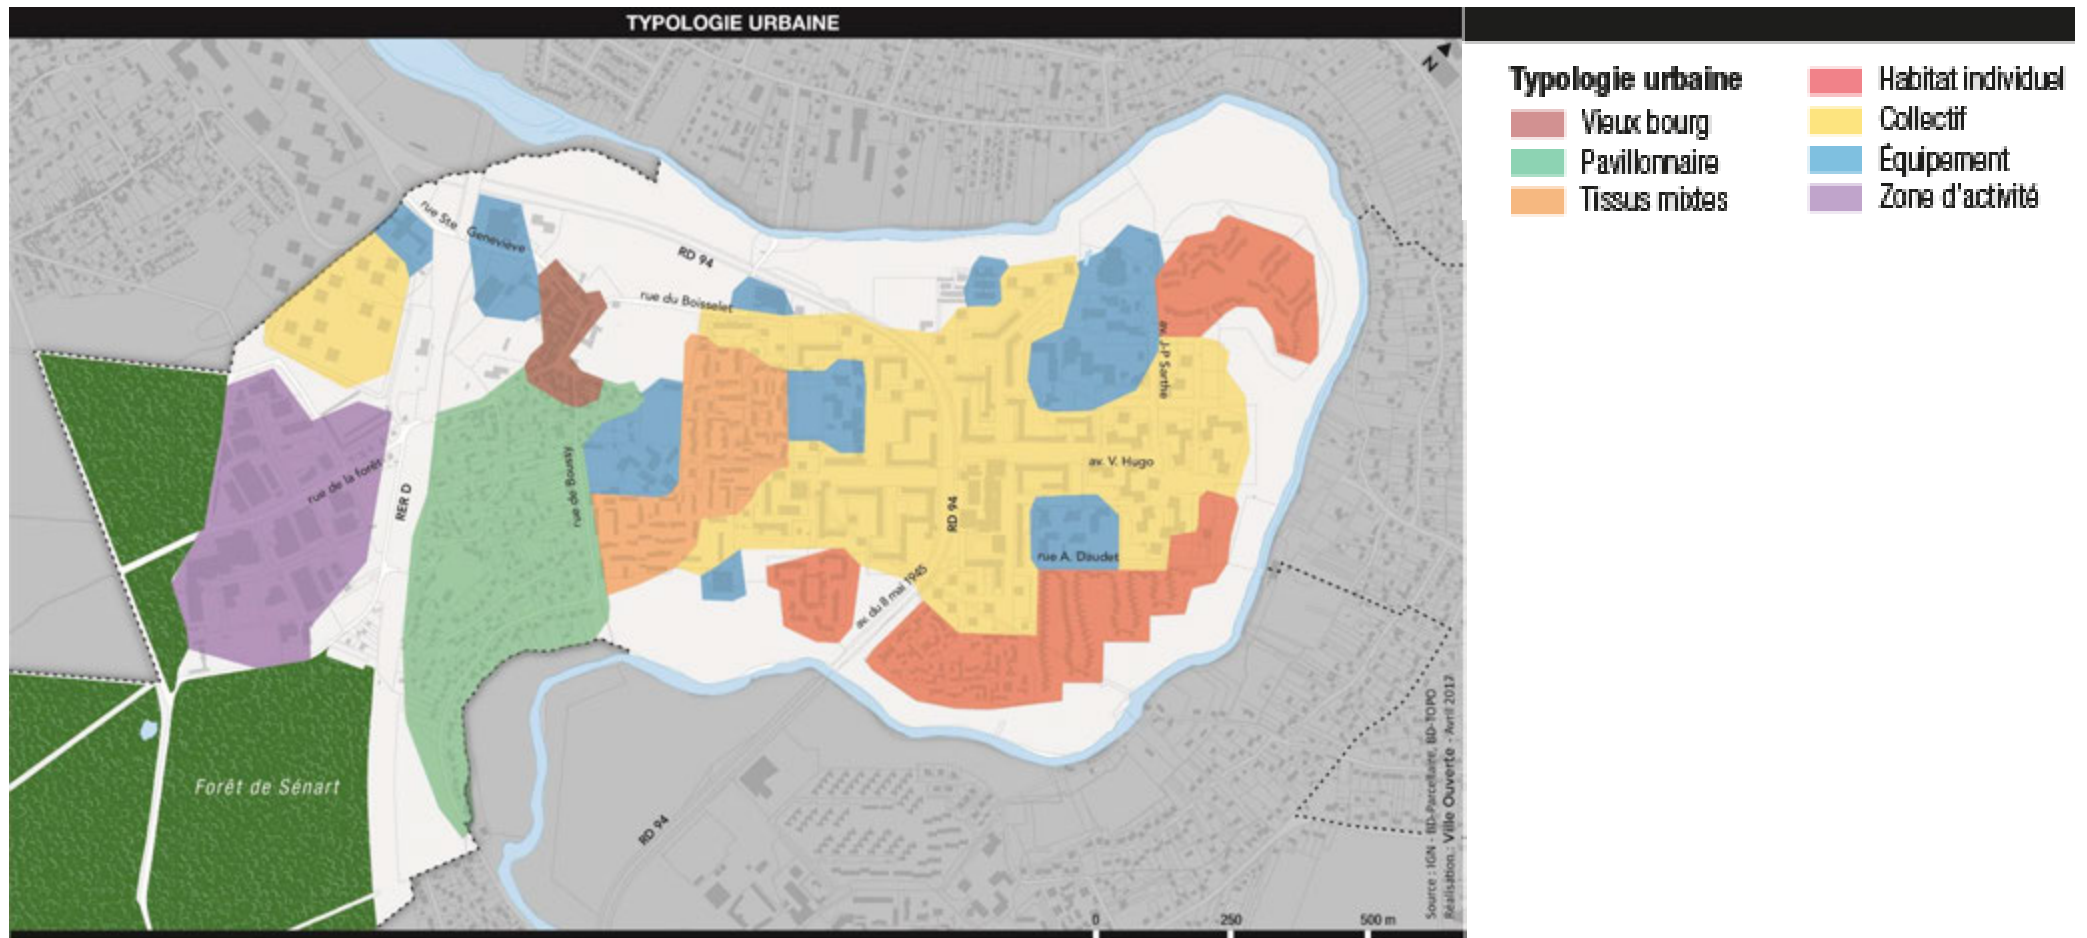 TYPOLOGIE URBAINE
N
Typologie urbaine
Vieux bourg
Pavillonnaire
Tissus mixtes
Habitat individuel
Collectif
Équipement
Zone d'activité
rue Ste Geneviève
RD 94
rue du Boisselet
av. J-P Sarthe
rue de la forêt
RER D
rue de Boussy
av. V. Hugo
RD 94
rue A. Daudet
av. du 8 mai 1945
Forêt de Sénart
RD 94
0 250 500 m
Source : IGN - BD-Parcellaire, BD-TOPO
Réalisation : Ville Ouverte - Avril 2017